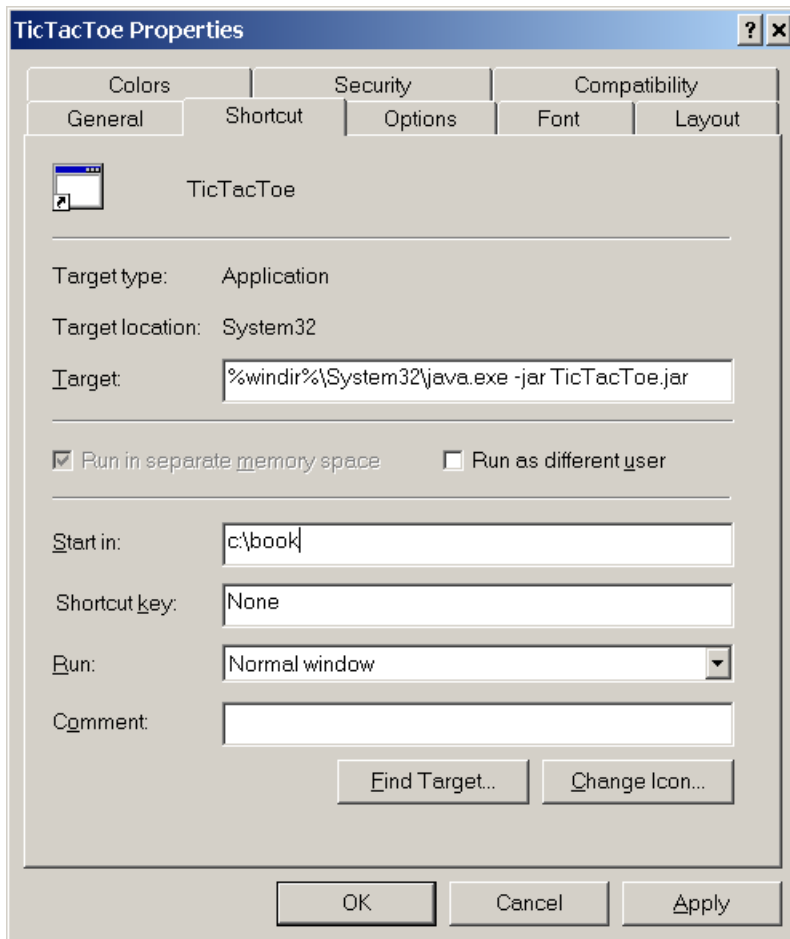 TicTacToe Properties
Colors Security Compatibility
General Shortcut Options Font Layout
TicTacToe
Target type: Application
Target location: System32
Target: %windir%\System32\java.exe -jar TicTacToe.jar
Run in separate memory space Run as different user
Start in: c:\book
Shortcut key: None
Run: Normal window
Comment:
Find Target... Change Icon...
OK Cancel Apply